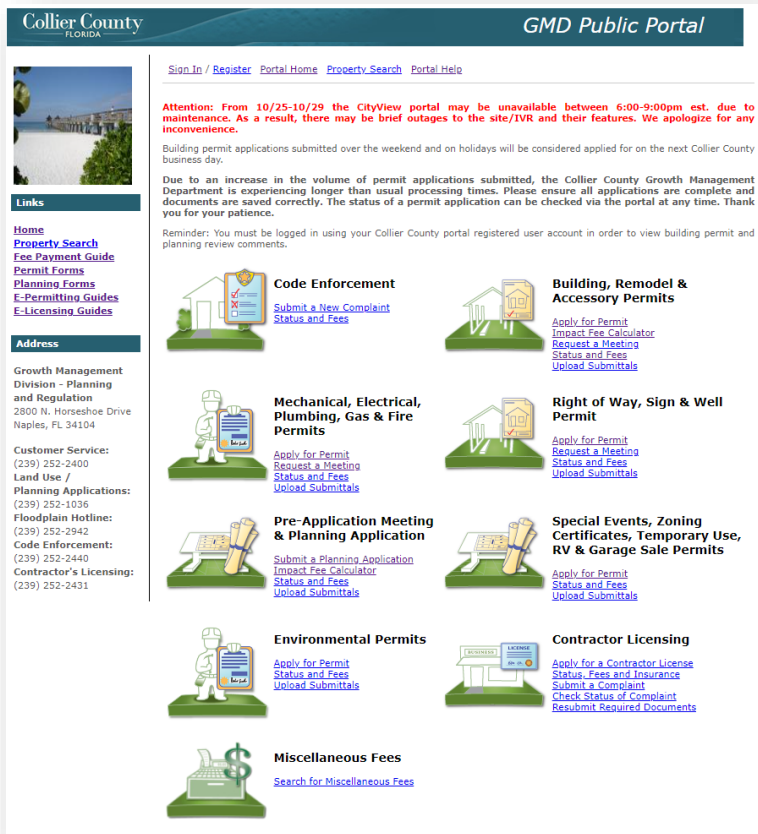 Collier County
FLORIDA
GMD Public Portal
Sign In / Register Portal Home Property Search Portal Help
Attention: From 10/25-10/29 the CityView portal may be unavailable between 6:00-9:00pm est. due to
maintenance. As a result, there may be brief outages to the site/IVR and their features. We apologize for any
inconvenience.
Building permit applications submitted over the weekend and on holidays will be considered applied for on the next Collier County
business day.
Due to an increase in the volume of permit applications submitted, the Collier County Growth Management
Department is experiencing longer than usual processing times. Please ensure all applications are complete and
documents are saved correctly. The status of a permit application can be checked via the portal at any time. Thank
you for your patience.
Reminder: You must be logged in using your Collier County portal registered user account in order to view building permit and
planning review comments.
Links
Home
Property Search
Fee Payment Guide
Permit Forms
Planning Forms
E-Permitting Guides
E-Licensing Guides
Address
Growth Management
Division - Planning
and Regulation
2800 N. Horseshoe Drive
Naples, FL 34104
Customer Service:
(239) 252-2400
Land Use /
Planning Applications:
(239) 252-1036
Floodplain Hotline:
(239) 252-2942
Code Enforcement:
(239) 252-2440
Contractor's Licensing:
(239) 252-2431
Code Enforcement
Submit a New Complaint
Status and Fees
Building, Remodel &
Accessory Permits
Apply for Permit
Impact Fee Calculator
Request a Meeting
Status and Fees
Upload Submittals
Mechanical, Electrical,
Plumbing, Gas & Fire
Permits
Apply for Permit
Request a Meeting
Status and Fees
Upload Submittals
Right of Way, Sign & Well
Permit
Apply for Permit
Request a Meeting
Status and Fees
Upload Submittals
Pre-Application Meeting
& Planning Application
Submit a Planning Application
Impact Fee Calculator
Status and Fees
Upload Submittals
Special Events, Zoning
Certificates, Temporary Use,
RV & Garage Sale Permits
Apply for Permit
Status and Fees
Upload Submittals
Environmental Permits
Apply for Permit
Status and Fees
Upload Submittals
BUSINESS
LICENSE
Contractor Licensing
Apply for a Contractor License
Status, Fees and Insurance
Submit a Complaint
Check Status of Complaint
Resubmit Required Documents
$
Miscellaneous Fees
Search for Miscellaneous Fees